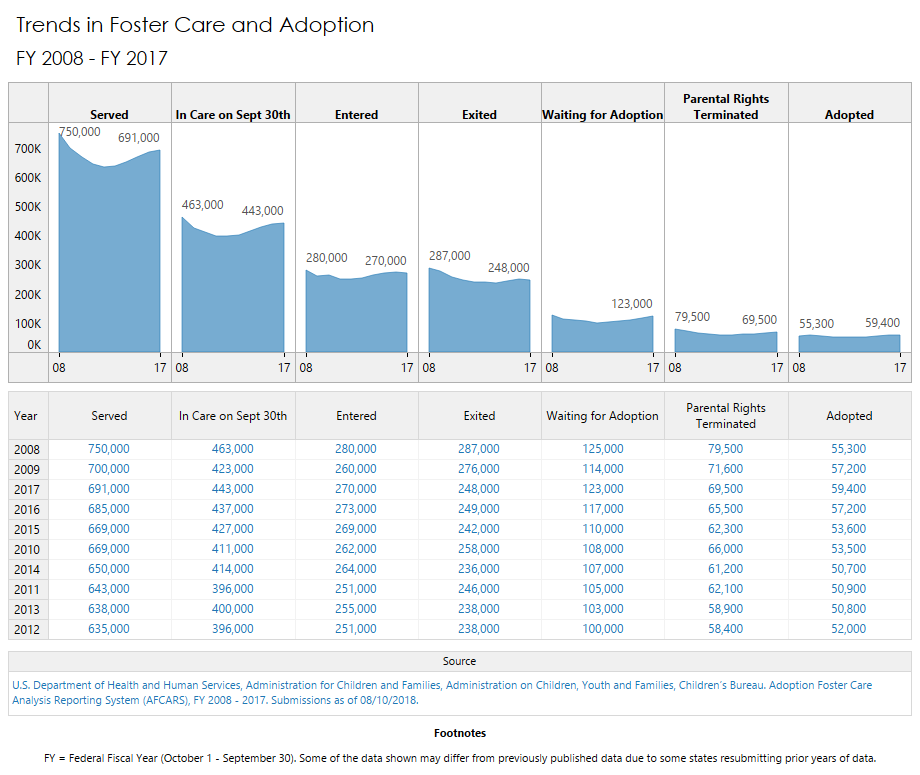 Trends in Foster Care and Adoption
FY 2008 - FY 2017
Served In Care on Sept 30th Entered Exited Waiting for Adoption Parental Rights Terminated Adopted
700K
600K
500K
400K
300K
200K
100K
0K
750,000 691,000
463,000 443,000
280,000 270,000
287,000 248,000
123,000
79,500 69,500
55,300 59,400
08 17 08 17 08 17 08 17 08 17 08 17 08 17
Year Served In Care on Sept 30th Entered Exited Waiting for Adoption Parental Rights Terminated Adopted
2008 750,000 463,000 280,000 287,000 125,000 79,500 55,300
2009 700,000 423,000 260,000 276,000 114,000 71,600 57,200
2017 691,000 443,000 270,000 248,000 123,000 69,500 59,400
2016 685,000 437,000 273,000 249,000 117,000 65,500 57,200
2015 669,000 427,000 269,000 242,000 110,000 62,300 53,600
2010 669,000 411,000 262,000 258,000 108,000 66,000 53,500
2014 650,000 414,000 264,000 236,000 107,000 61,200 50,700
2011 643,000 396,000 251,000 246,000 105,000 62,100 50,900
2013 638,000 400,000 255,000 238,000 103,000 58,900 50,800
2012 635,000 396,000 251,000 238,000 100,000 58,400 52,000
Source
U.S. Department of Health and Human Services, Administration for Children and Families, Administration on Children, Youth and Families, Children's Bureau. Adoption Foster Care
Analysis Reporting System (AFCARS), FY 2008 - 2017. Submissions as of 08/10/2018.
Footnotes
FY = Federal Fiscal Year (October 1 - September 30). Some of the data shown may differ from previously published data due to some states resubmitting prior years of data.